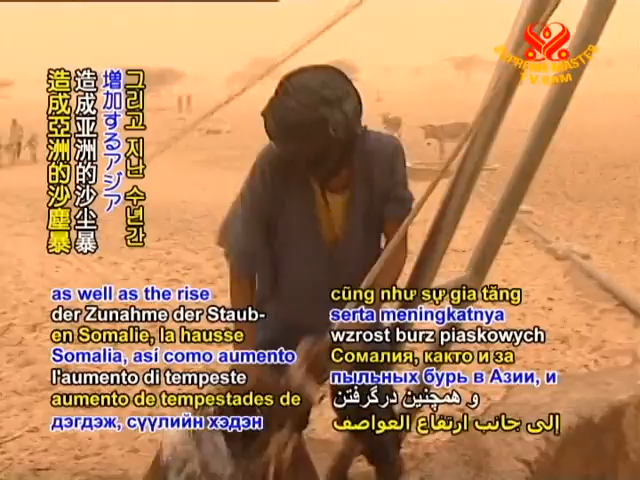 SUPREME MASTER
TV.COM
造成亞洲的沙塵暴
造成亚洲的沙尘暴
増加するアジア
그리고 지난 수년간
as well as the rise
der Zunahme der Staub-
en Somalie, la hausse
Somalia, así como aumento
l'aumento di tempeste
aumento de tempestades de
дэгдэж, сүүлийн хэдэн
cũng như sự gia tăng
serta meningkatnya
wzrost burz piaskowych
Сомалия, както и за
пыльных бурь в Азии, и
و همچنین درگرفتن
إلى جانب ارتفاع العواصف